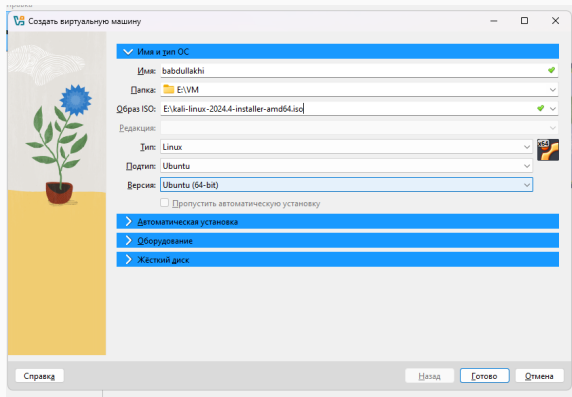 Создать виртуальную машину
Имя и тип ОС
Имя: babdullakhi
Папка: E:\VM
Образ ISO: E:\kali-linux-2024.4-installer-amd64.iso
Редакция:
Тип: Linux
x64
Подтип: Ubuntu
Версия: Ubuntu (64-bit)
Пропустить автоматическую установку
Автоматическая установка
Оборудование
Жёсткий диск
Справка Назад Готово Отмена